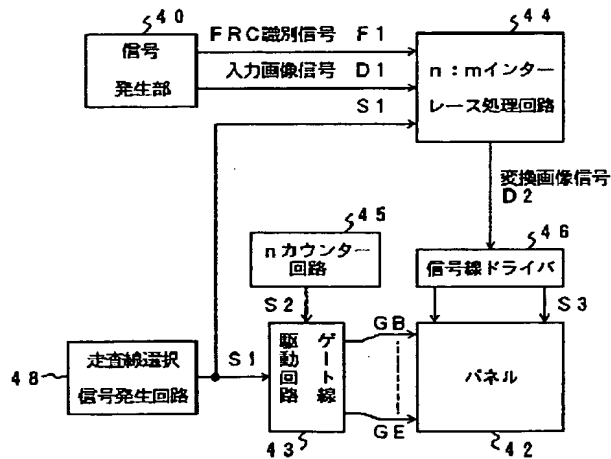 40
信号
発生部
FRC識別信号 F1
入力画像信号 D1
S1
44
n:mインター
レース処理回路
変換画像信号
D2
45
nカウンター
回路
S2
46
信号線ドライバ
S3
48
走査線選択
信号発生回路
S1
ゲート線
駆動回路
43
GB
GE
パネル
42